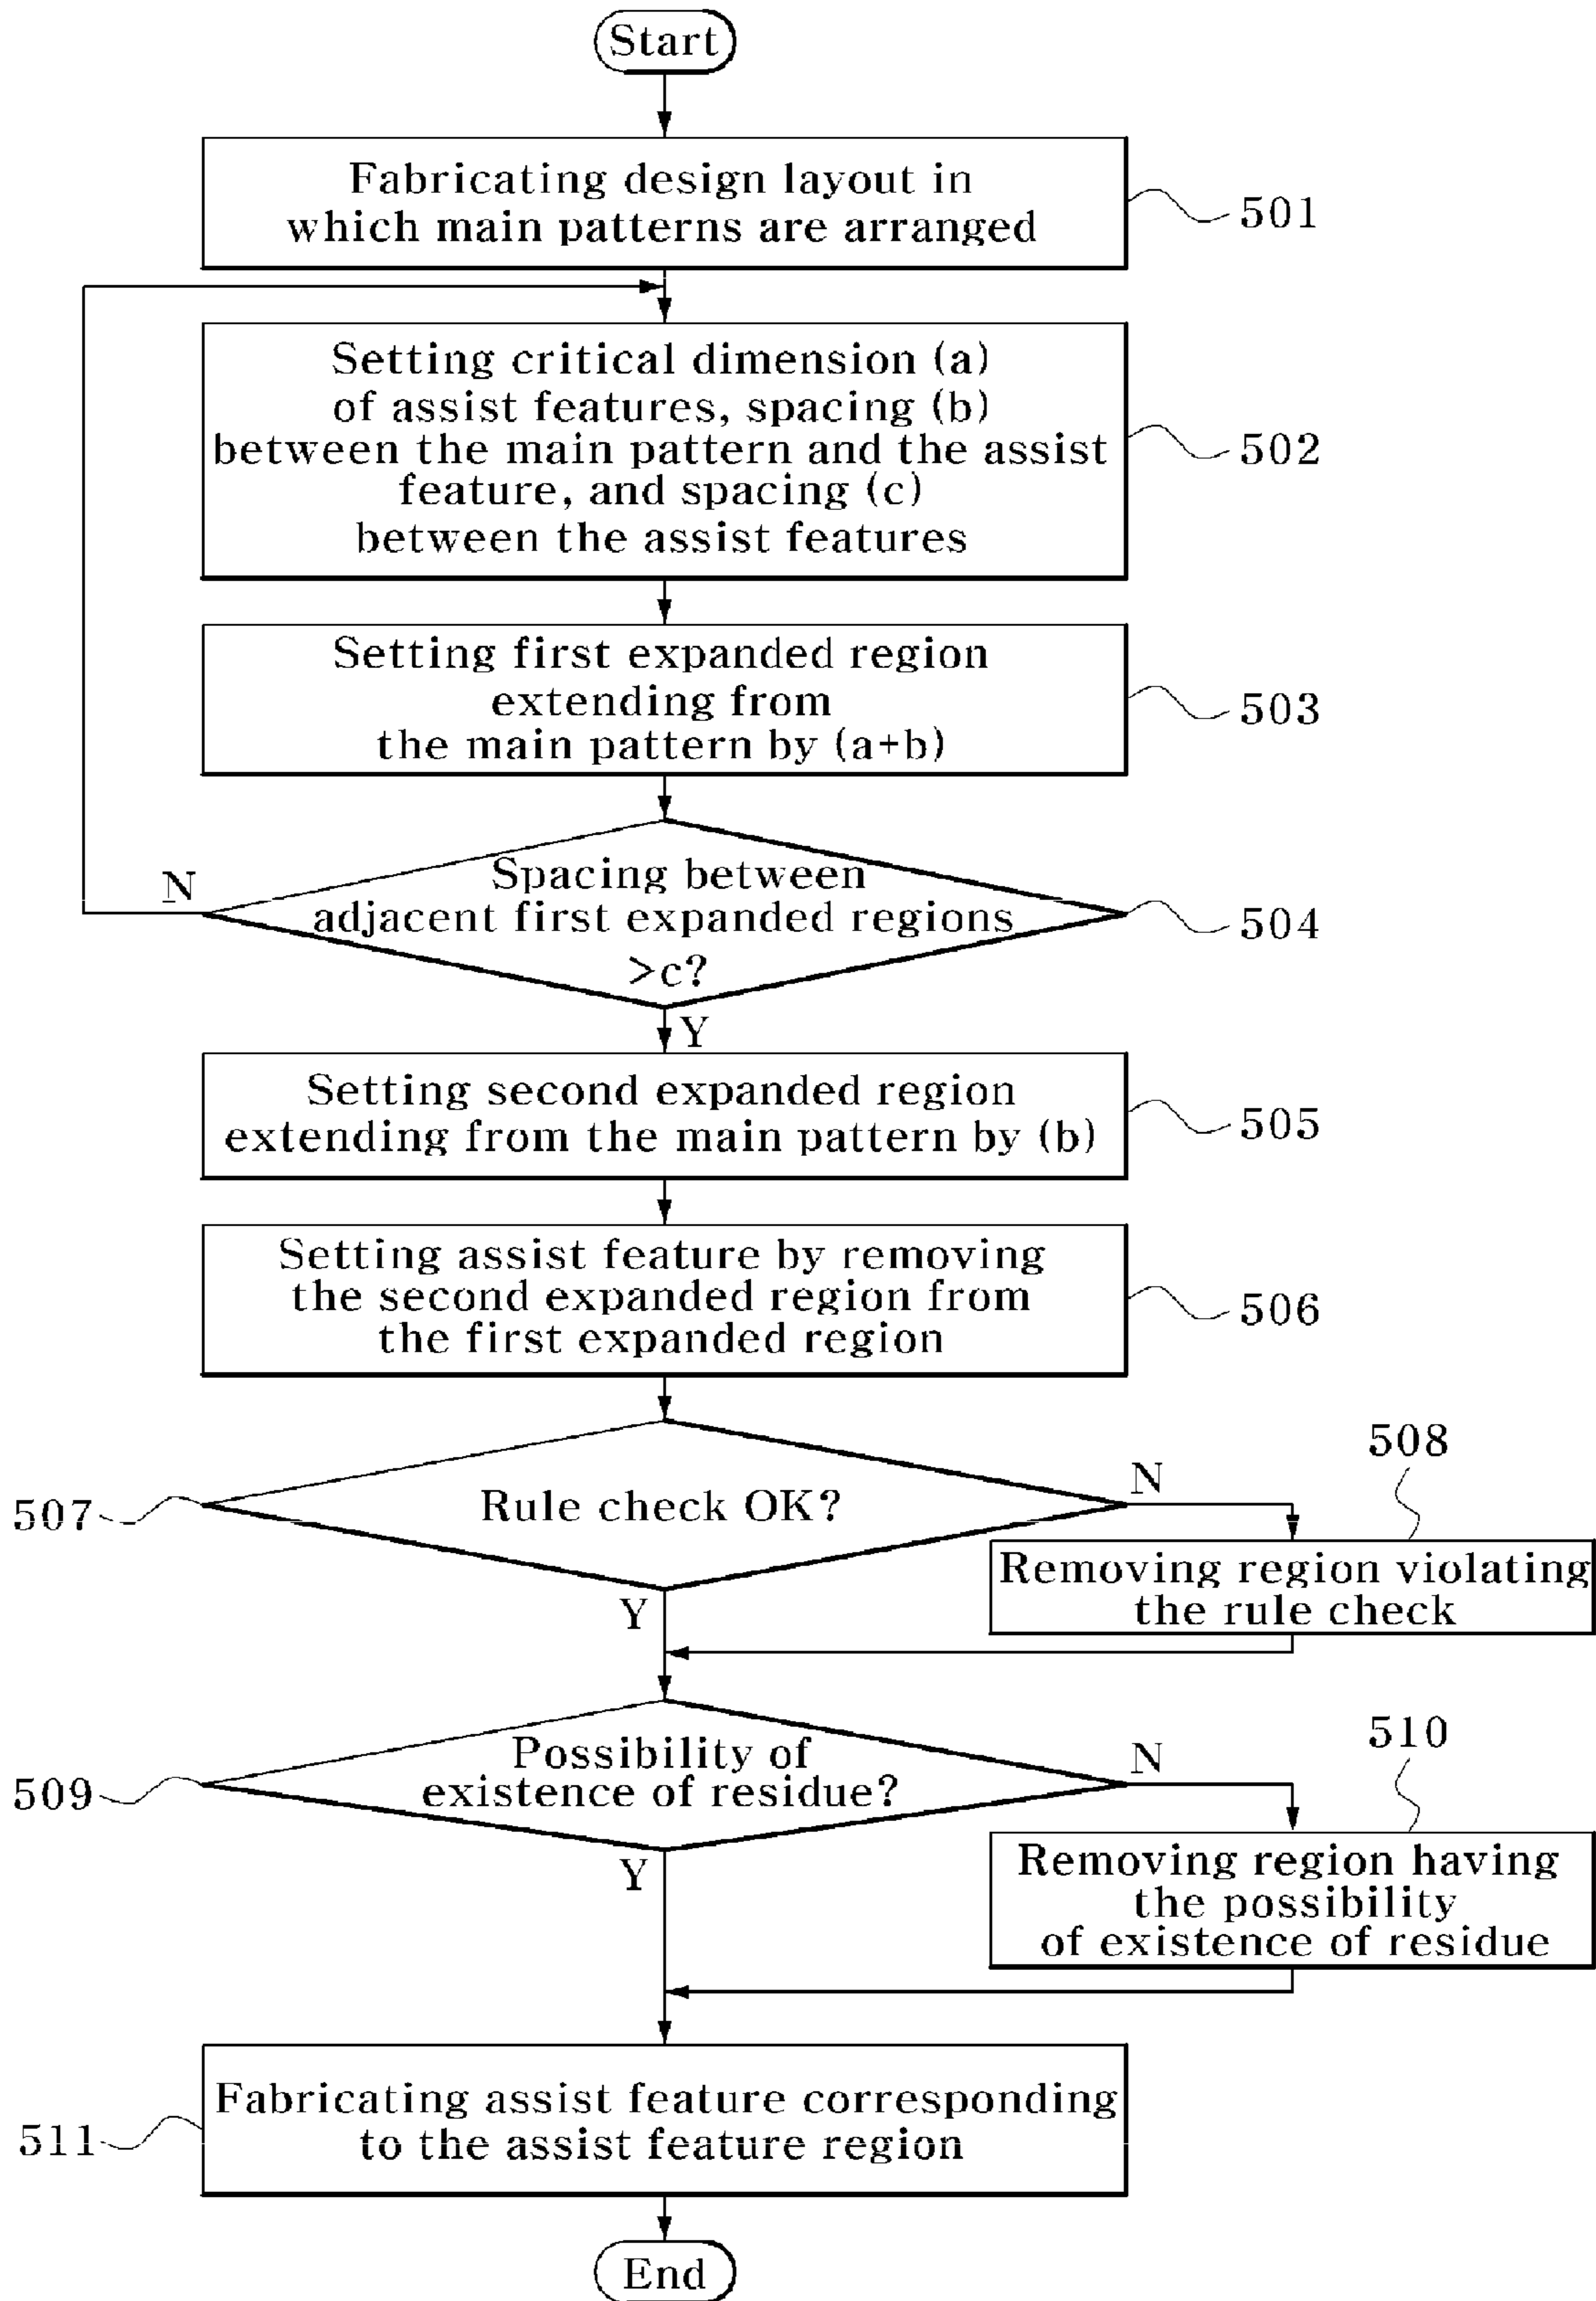 Start
Fabricating design layout in
which main patterns are arranged
501
Setting critical dimension (a)
of assist features, spacing (b)
between the main pattern and the assist
feature, and spacing (c)
between the assist features
502
Setting first expanded region
extending from
the main pattern by (a+b)
503
Spacing between
adjacent first expanded regions
>c?
N
504
Y
Setting second expanded region
extending from the main pattern by (b)
505
Setting assist feature by removing
the second expanded region from
the first expanded region
506
507
Rule check OK?
N
508
Removing region violating
the rule check
Y
509
Possibility of
existence of residue?
N
510
Removing region having
the possibility
of existence of residue
Y
511
Fabricating assist feature corresponding
to the assist feature region
End